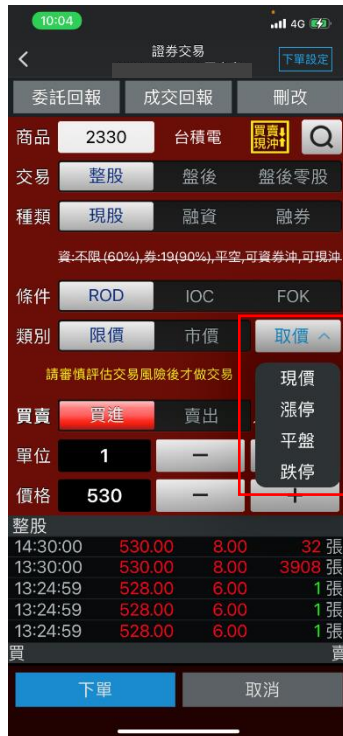 10:04 4G
證券交易 下單設定
委託回報 成交回報 刪改
商品 2330 台積電 買賣現沖
交易 整股 盤後 盤後零股
種類 現股 融資 融券
資:不限(60%),券:19(90%),平空,可資券沖,可現沖
條件 ROD IOC FOK
類別 限價 市價 取價
請審慎評估交易風險後才做交易
現價
漲停
平盤
跌停
買賣 買進 賣出
單位 1 − +
價格 530 − +
整股
14:30:00 530.00 8.00 32 張
13:30:00 530.00 8.00 3908 張
13:24:59 528.00 6.00 1 張
13:24:59 528.00 6.00 1 張
13:24:59 528.00 6.00 1 張
買 賣
下單 取消